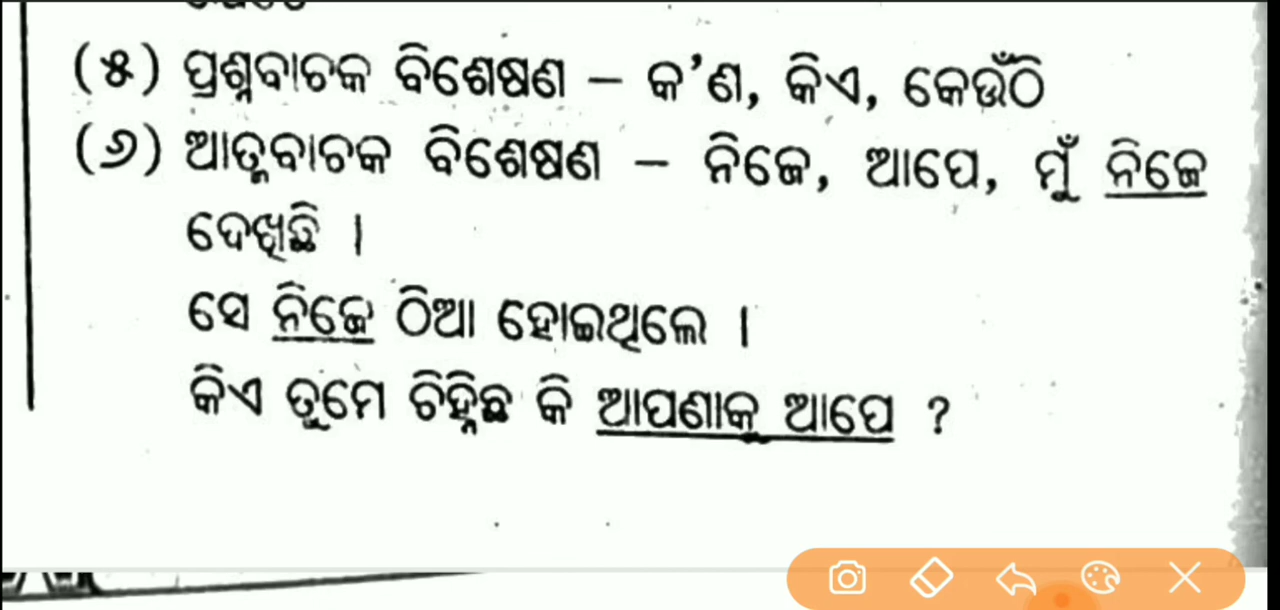 (୫) ପ୍ରଶ୍ନବାଚକ ବିଶେଷଣ – କ'ଣ, କିଏ, କେଉଁଠି
(୬) ଆତ୍ମବାଚକ ବିଶେଷଣ – ନିଜେ, ଆପେ, ମୁଁ ନିଜେ
ଦେଖିଛି ।
ସେ ନିଜେ ଠିଆ ହୋଇଥିଲେ ।
କିଏ ତୁମେ ଚିହ୍ନିଛ କି ଆପଣାକୁ ଆପେ ?